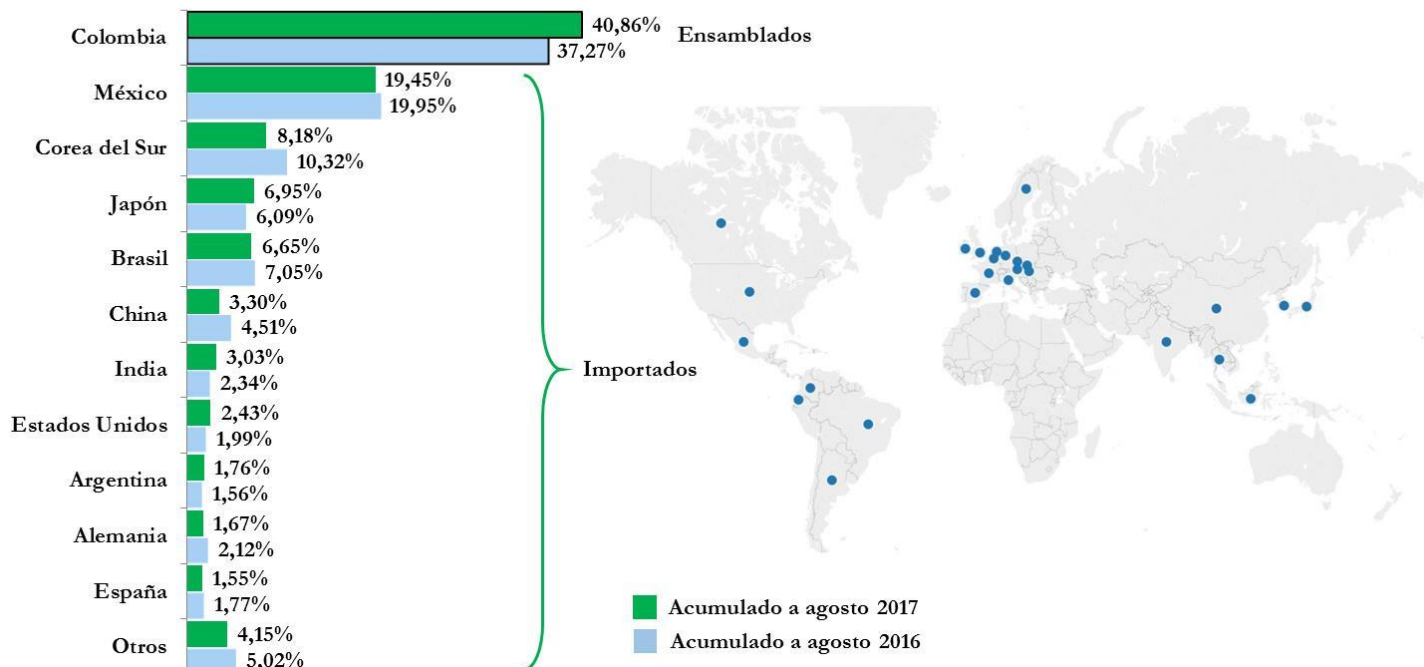 Colombia
40,86%
37,27%
Ensamblados
México
19,45%
19,95%
Corea del Sur
8,18%
10,32%
Japón
6,95%
6,09%
Brasil
6,65%
7,05%
China
3,30%
4,51%
India
3,03%
2,34%
Importados
Estados Unidos
2,43%
1,99%
Argentina
1,76%
1,56%
Alemania
1,67%
2,12%
España
1,55%
1,77%
Otros
4,15%
5,02%
Acumulado a agosto 2017
Acumulado a agosto 2016